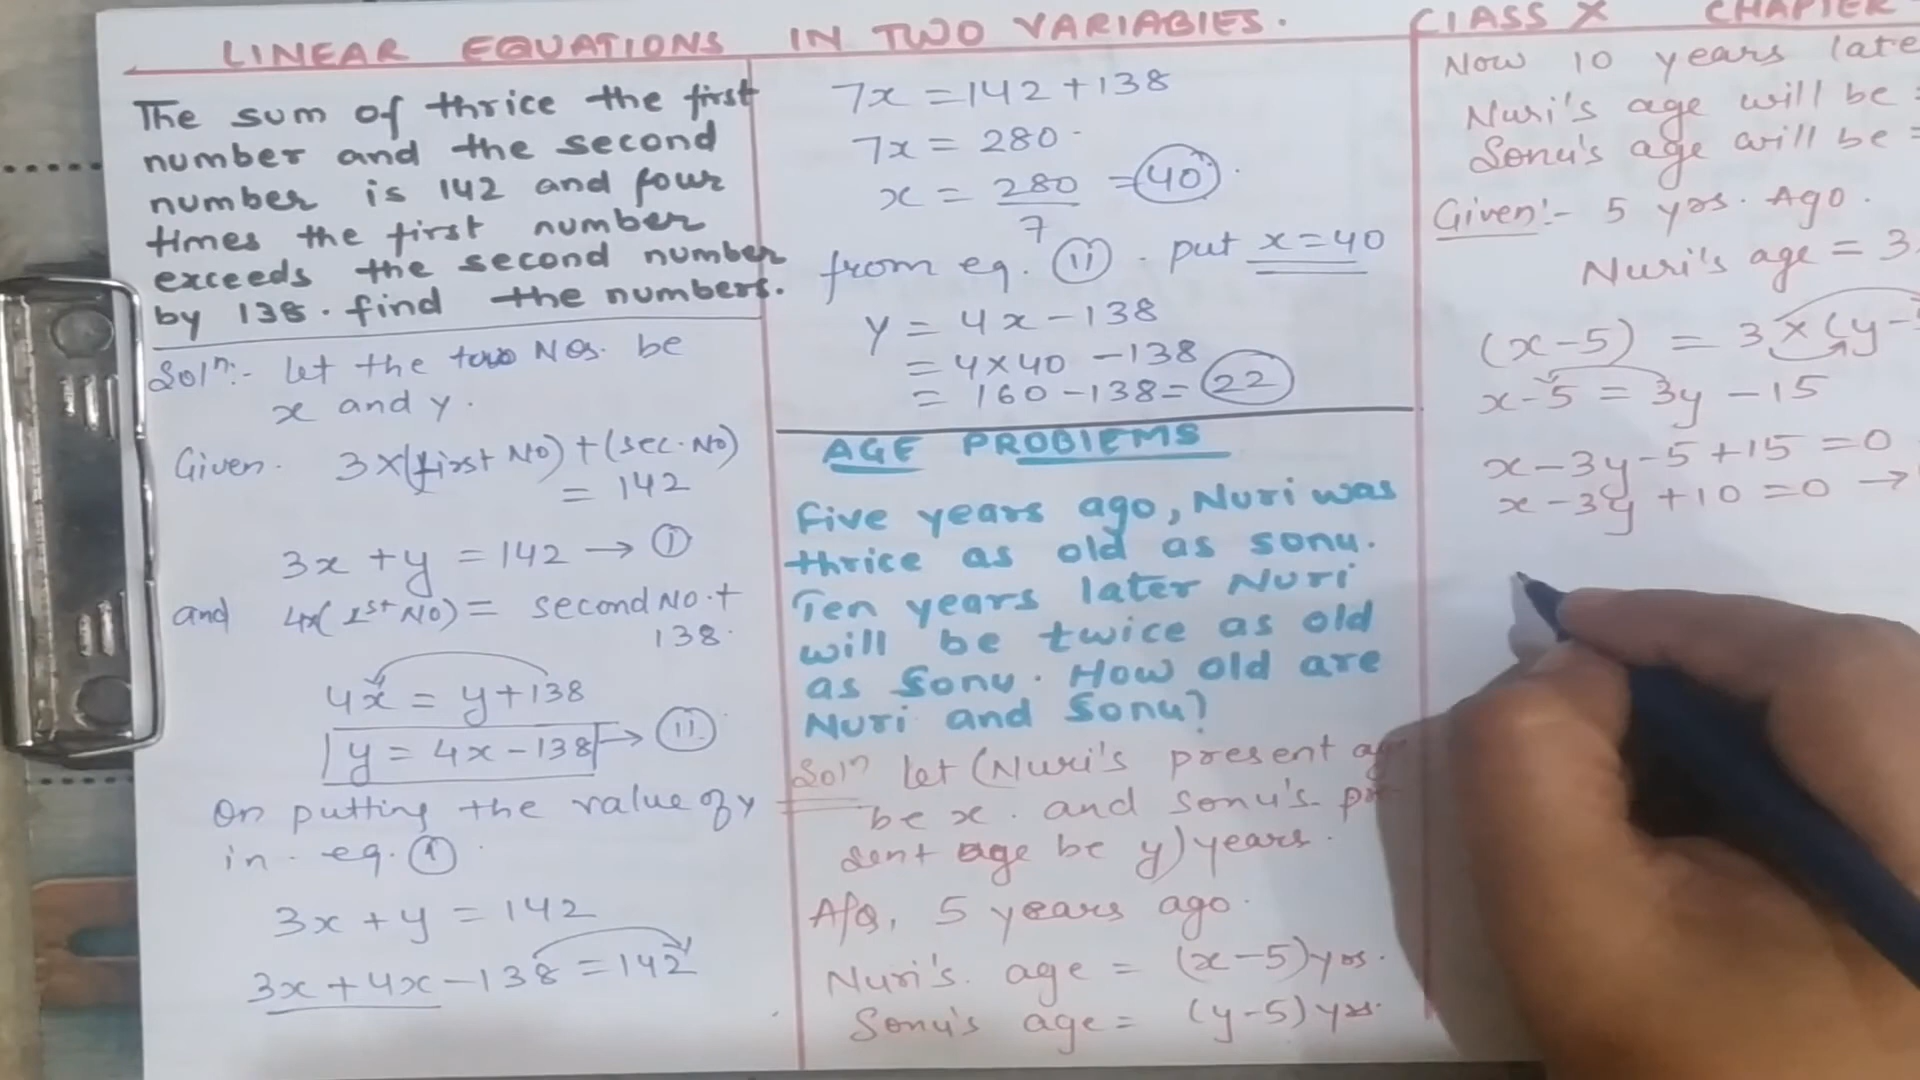 LINEAR EQUATIONS IN TWO VARIABLES. CLASS X CHAPTER
The sum of thrice the first
number and the second
number is 142 and four
times the first number
exceeds the second number
by 138. find the numbers.
Soln:- Let the two Nos. be
x and y.
Given. 3×(first No)+(sec. No)
= 142
3x + y = 142 → (I)
and 4x(1st No) = second No. +
138.
4x = y+138
y = 4x-138 → (II)
On putting the value of y
in eq. (1)
3x + y = 142
3x + 4x - 138 = 142
7x = 142 + 138
7x = 280
x = 280/7 = 40
from eq. (II) . put x = 40
y = 4x - 138
= 4×40 - 138
= 160 - 138 = 22
AGE PROBLEMS
Five years ago, Nuri was
thrice as old as sonu.
Ten years later Nuri
will be twice as old
as Sonu. How old are
Nuri and Sonu?
Soln Let (Nuri's present
be x. and Sonu's
sent age be y) years.
A/Q, 5 years ago.
Nuri's. age = (x-5) yrs.
Sonu's age = (y-5) yrs.
Now 10 years late
Nuri's age will be =
Sonu's age will be =
Given:- 5 yrs. Ago.
Nuri's age = 3
(x-5) = 3×(y-
x-5 = 3y - 15
x-3y-5+15 = 0
x-3y+10 = 0 →